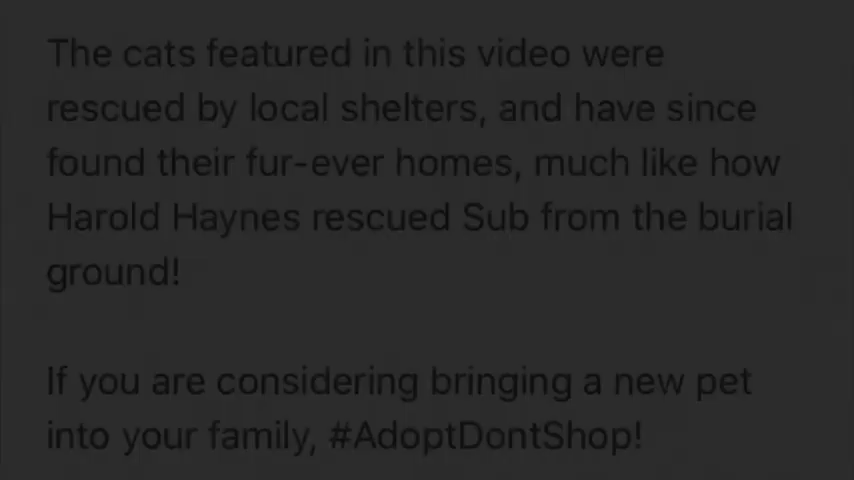 The cats featured in this video were
rescued by local shelters, and have since
found their fur-ever homes, much like how
Harold Haynes rescued Sub from the burial
ground!
If you are considering bringing a new pet
into your family, #AdoptDontShop!